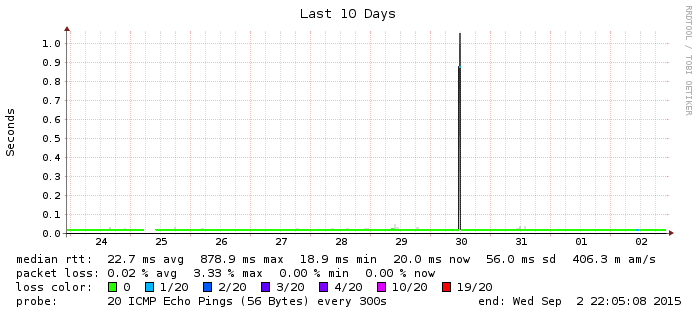 Last 10 Days
RRDTOOL / TOBI OETIKER
Seconds
1.0
0.9
0.8
0.7
0.6
0.5
0.4
0.3
0.2
0.1
0.0
24 25 26 27 28 29 30 31 01 02
median rtt: 22.7 ms avg 878.9 ms max 18.9 ms min 20.0 ms now 56.0 ms sd 406.3 m am/s
packet loss: 0.02 % avg 3.33 % max 0.00 % min 0.00 % now
loss color: 0 1/20 2/20 3/20 4/20 10/20 19/20
probe: 20 ICMP Echo Pings (56 Bytes) every 300s end: Wed Sep 2 22:05:08 2015